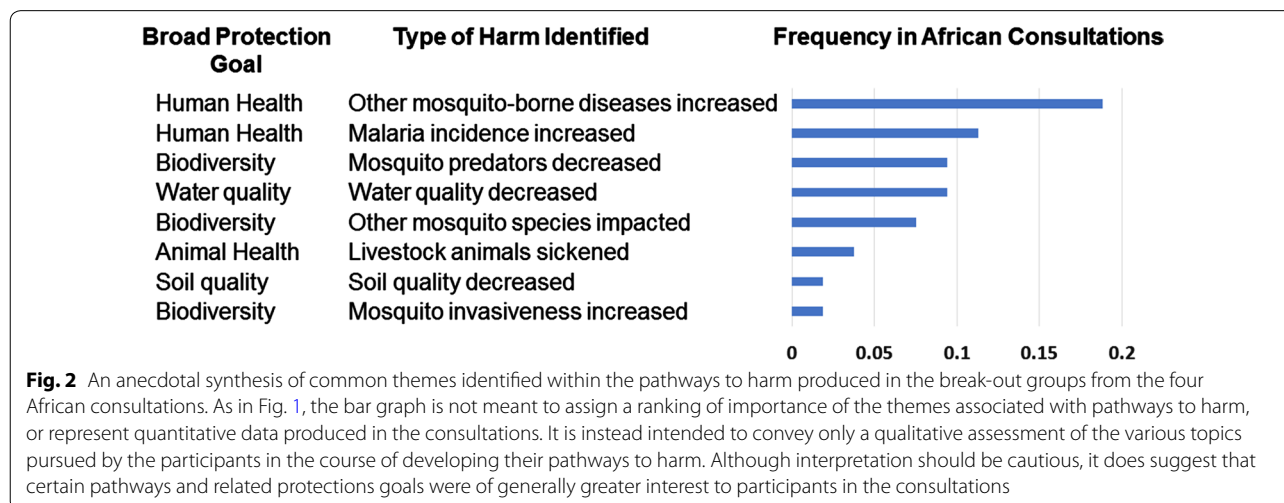 Broad Protection Goal Type of Harm Identified Frequency in African Consultations
Human Health Other mosquito-borne diseases increased
Human Health Malaria incidence increased
Biodiversity Mosquito predators decreased
Water quality Water quality decreased
Biodiversity Other mosquito species impacted
Animal Health Livestock animals sickened
Soil quality Soil quality decreased
Biodiversity Mosquito invasiveness increased
0 0.05 0.1 0.15 0.2
Fig. 2 An anecdotal synthesis of common themes identified within the pathways to harm produced in the break-out groups from the four
African consultations. As in Fig. 1, the bar graph is not meant to assign a ranking of importance of the themes associated with pathways to harm,
or represent quantitative data produced in the consultations. It is instead intended to convey only a qualitative assessment of the various topics
pursued by the participants in the course of developing their pathways to harm. Although interpretation should be cautious, it does suggest that
certain pathways and related protections goals were of generally greater interest to participants in the consultations